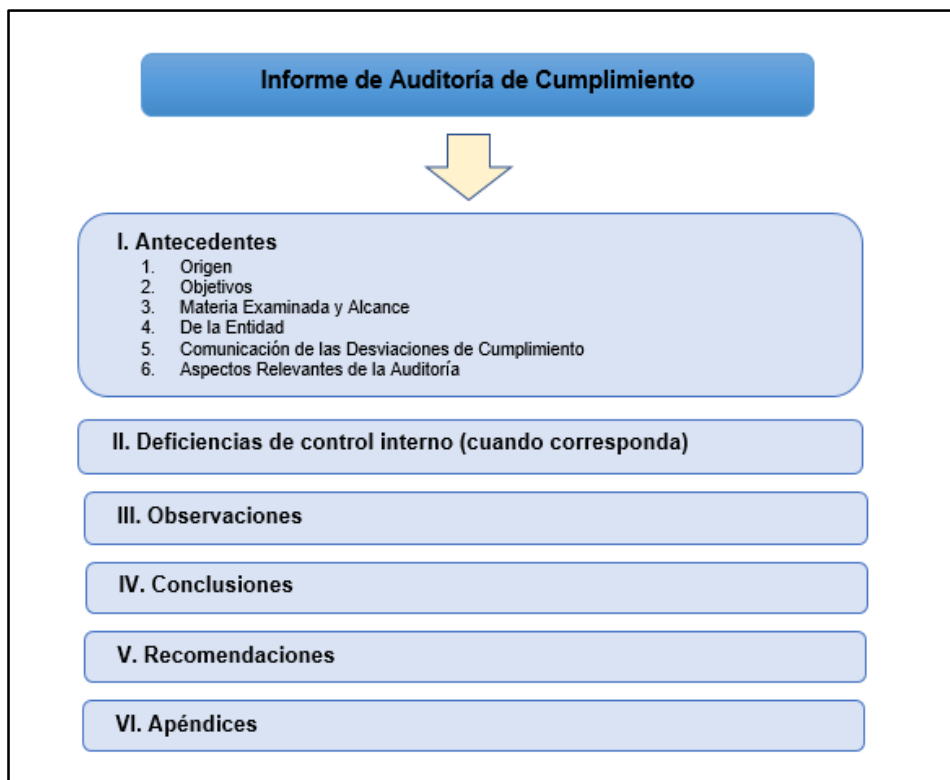 Informe de Auditoría de Cumplimiento
I. Antecedentes
1. Origen
2. Objetivos
3. Materia Examinada y Alcance
4. De la Entidad
5. Comunicación de las Desviaciones de Cumplimiento
6. Aspectos Relevantes de la Auditoría
II. Deficiencias de control interno (cuando corresponda)
III. Observaciones
IV. Conclusiones
V. Recomendaciones
VI. Apéndices